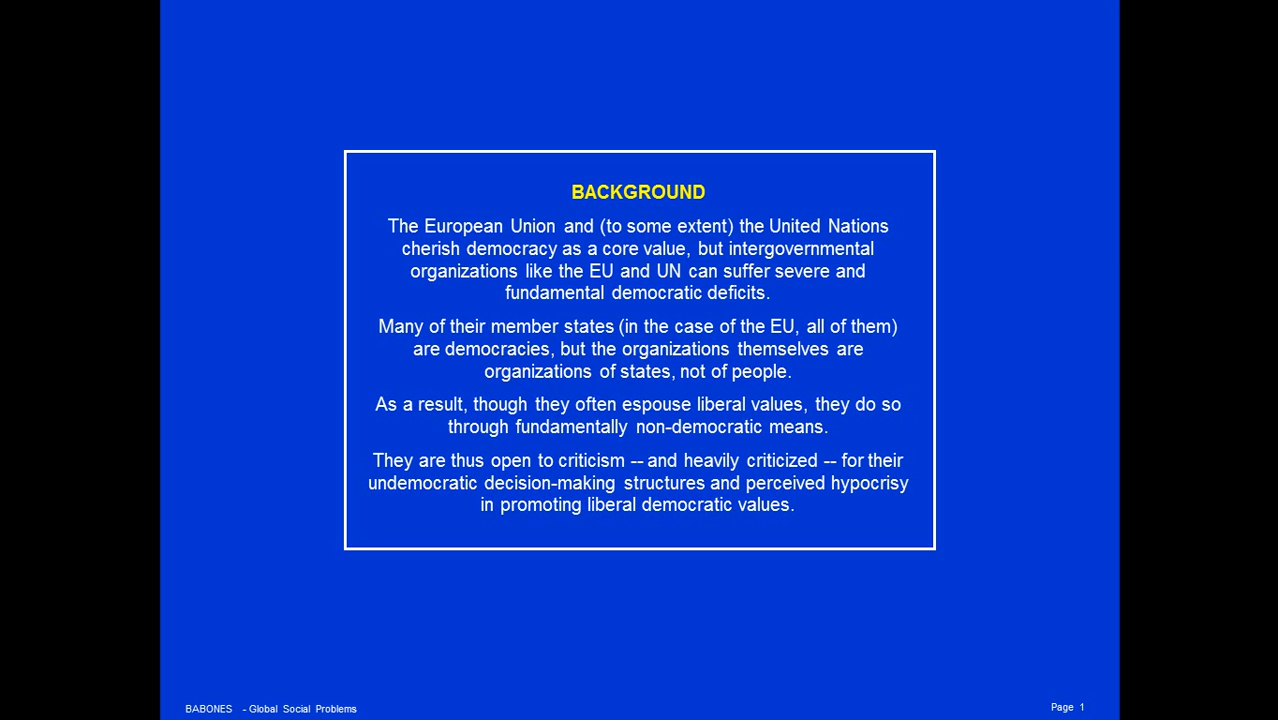 BACKGROUND
The European Union and (to some extent) the United Nations
cherish democracy as a core value, but intergovernmental
organizations like the EU and UN can suffer severe and
fundamental democratic deficits.
Many of their member states (in the case of the EU, all of them)
are democracies, but the organizations themselves are
organizations of states, not of people.
As a result, though they often espouse liberal values, they do so
through fundamentally non-democratic means.
They are thus open to criticism -- and heavily criticized -- for their
undemocratic decision-making structures and perceived hypocrisy
in promoting liberal democratic values.
BABONES - Global Social Problems
Page 1